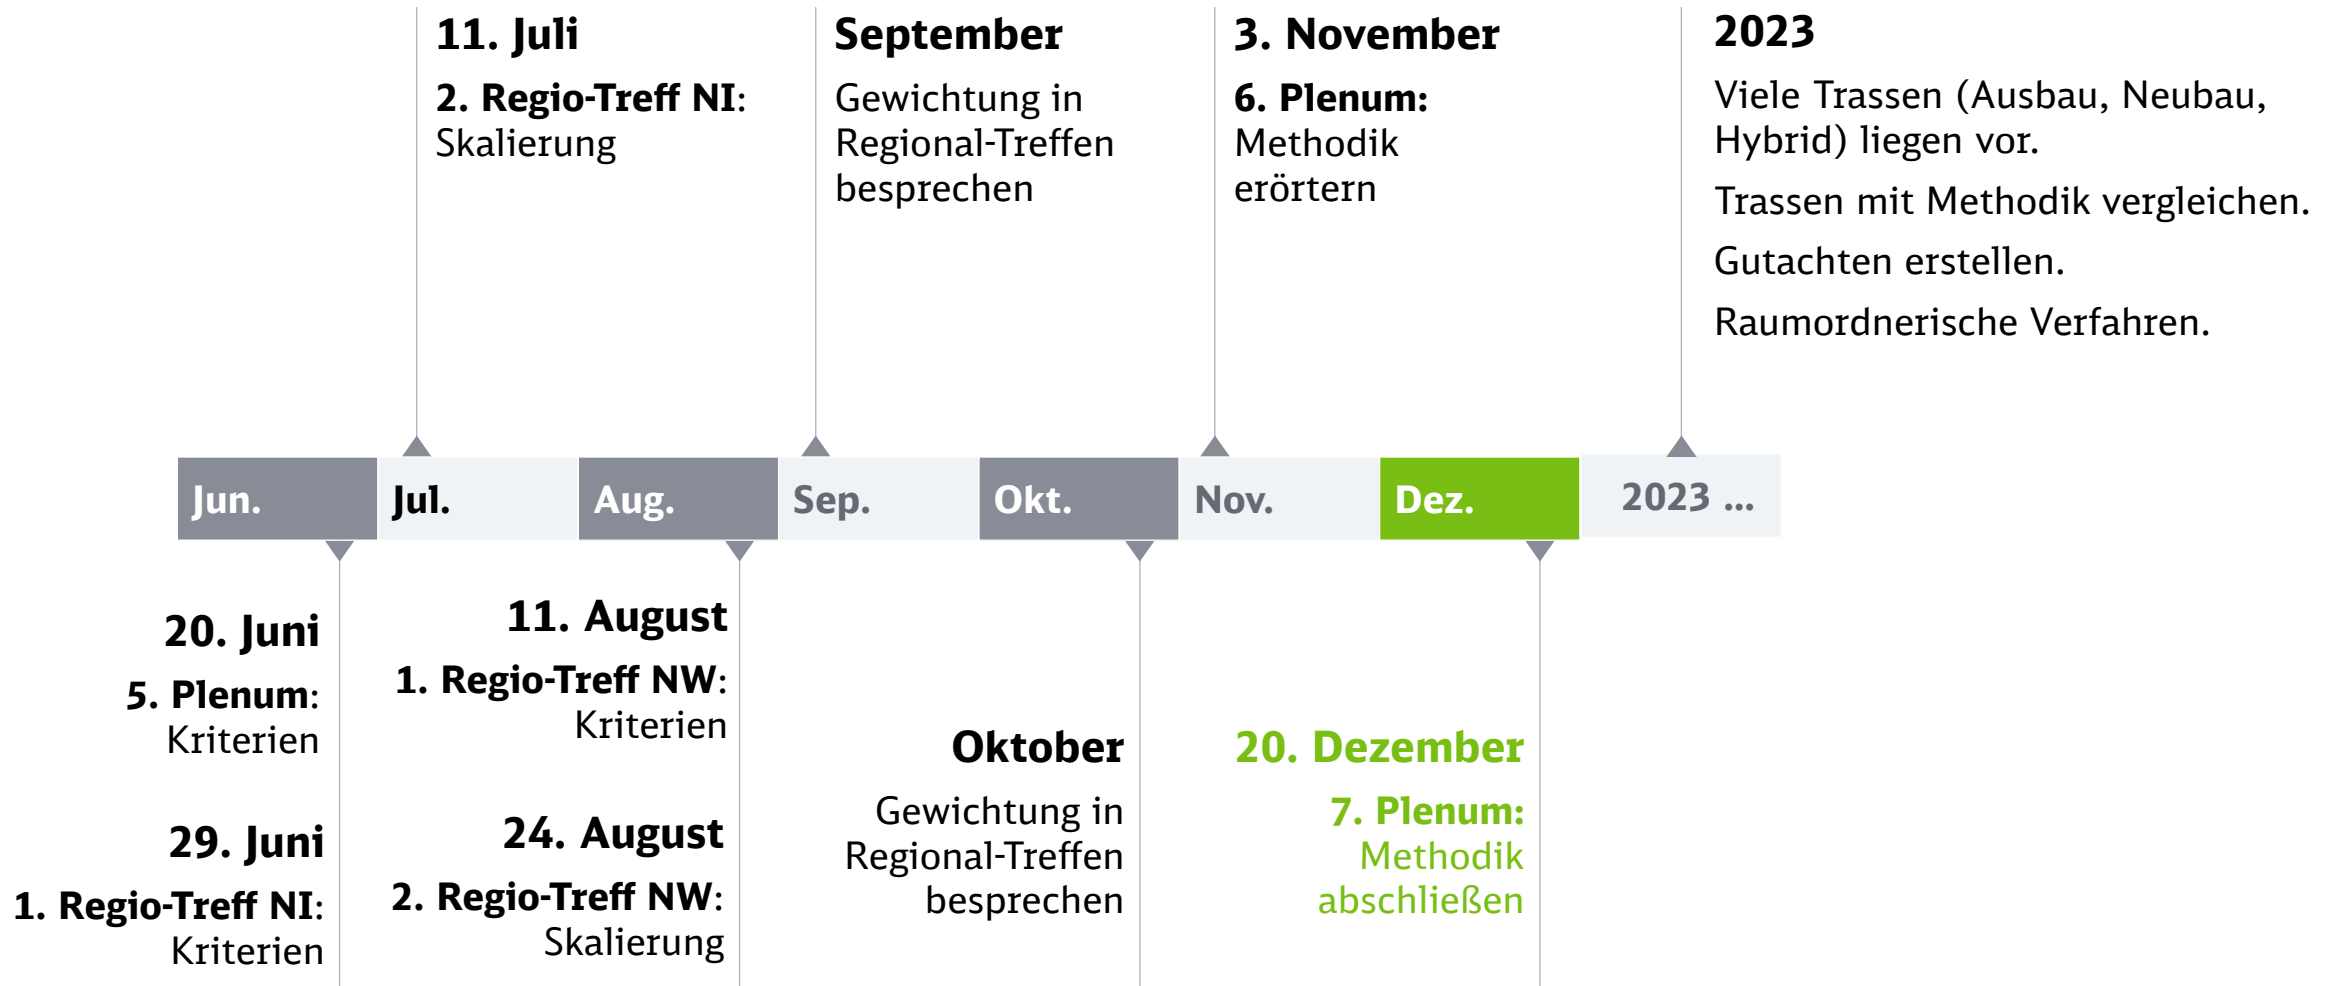 11. Juli
2. Regio-Treff NI:
Skalierung
September
Gewichtung in
Regional-Treffen
besprechen
3. November
6. Plenum:
Methodik
erörtern
2023
Viele Trassen (Ausbau, Neubau,
Hybrid) liegen vor.
Trassen mit Methodik vergleichen.
Gutachten erstellen.
Raumordnerische Verfahren.
Jun.
Jul.
Aug.
Sep.
Okt.
Nov.
Dez.
2023 ...
20. Juni
5. Plenum:
Kriterien
29. Juni
1. Regio-Treff NI:
Kriterien
11. August
1. Regio-Treff NW:
Kriterien
24. August
2. Regio-Treff NW:
Skalierung
Oktober
Gewichtung in
Regional-Treffen
besprechen
20. Dezember
7. Plenum:
Methodik
abschließen